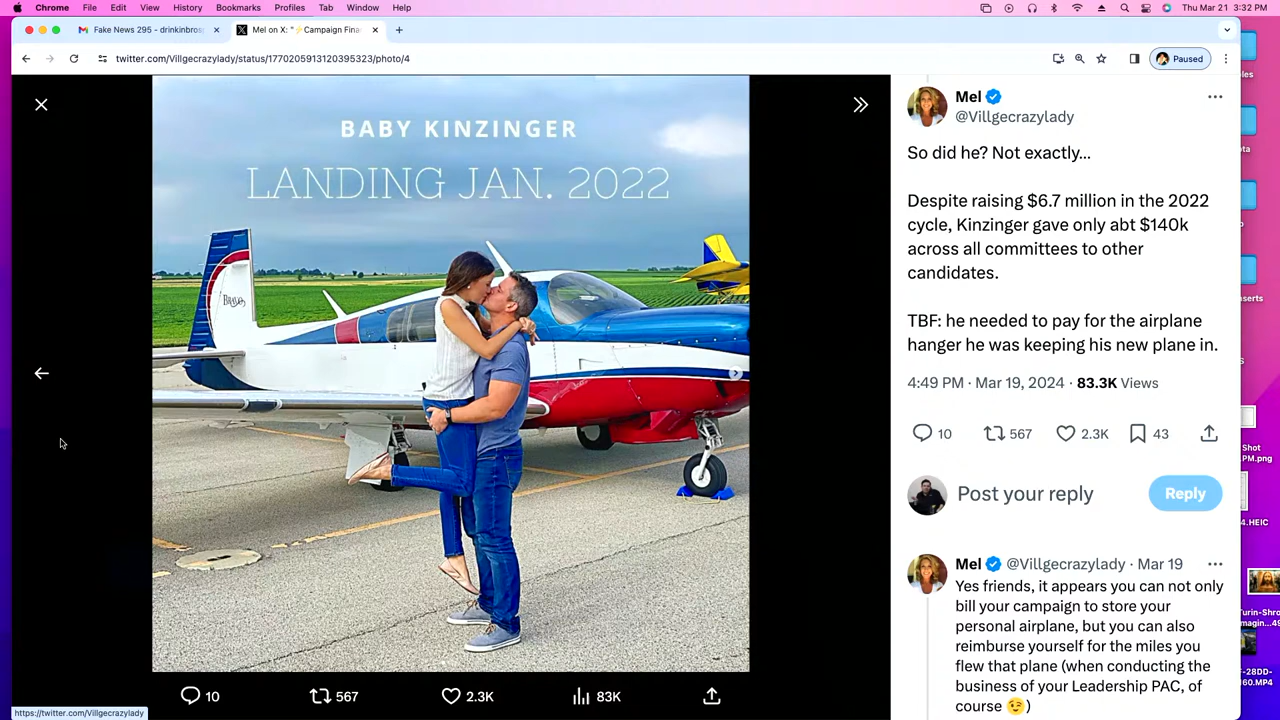 Chrome File Edit View History Bookmarks Profiles Tab Window Help
Thu Mar 21 3:32 PM
Fake News 295 - drinkinbros
Mel on X: "⚡Campaign Fina
twitter.com/Villgecrazylady/status/1770205913120395323/photo/4
Paused
BABY KINZINGER
LANDING JAN. 2022
BRAVO
Mel
@Villgecrazylady
So did he? Not exactly...
Despite raising $6.7 million in the 2022
cycle, Kinzinger gave only abt $140k
across all committees to other
candidates.
TBF: he needed to pay for the airplane
hanger he was keeping his new plane in.
4:49 PM · Mar 19, 2024 · 83.3K Views
10 567 2.3K 43
Post your reply
Reply
Mel @Villgecrazylady · Mar 19
Yes friends, it appears you can not only
bill your campaign to store your
personal airplane, but you can also
reimburse yourself for the miles you
flew that plane (when conducting the
business of your Leadership PAC, of
course 😉)
10 567 2.3K 83K
https://twitter.com/Villgecrazylady